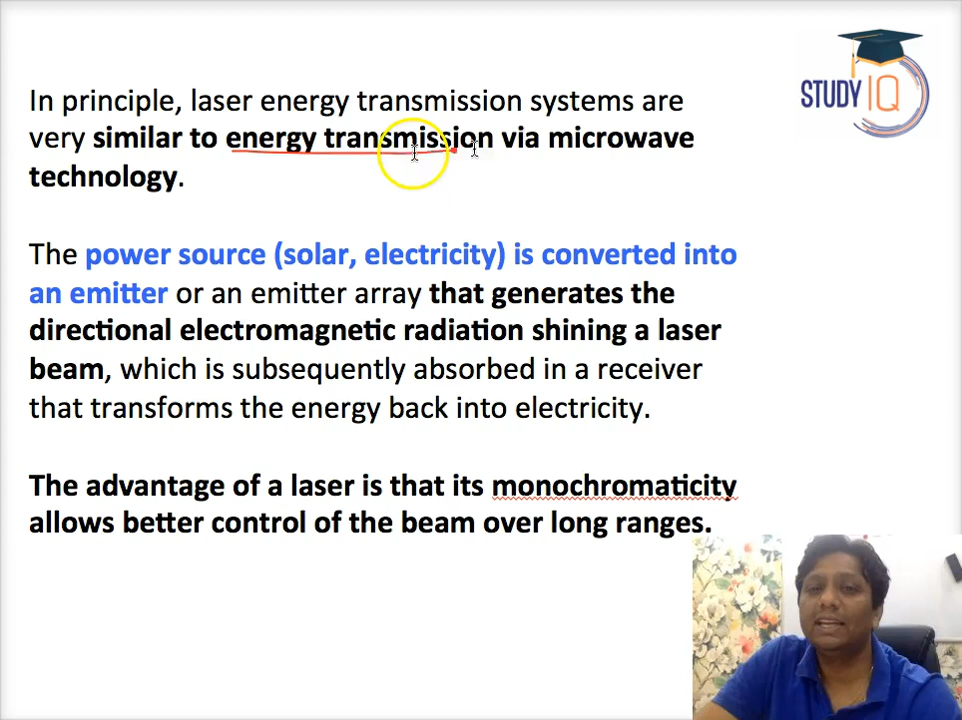 STUDY IQ
In principle, laser energy transmission systems are
very similar to energy transmission via microwave
technology.
The power source (solar, electricity) is converted into
an emitter or an emitter array that generates the
directional electromagnetic radiation shining a laser
beam, which is subsequently absorbed in a receiver
that transforms the energy back into electricity.
The advantage of a laser is that its monochromaticity
allows better control of the beam over long ranges.